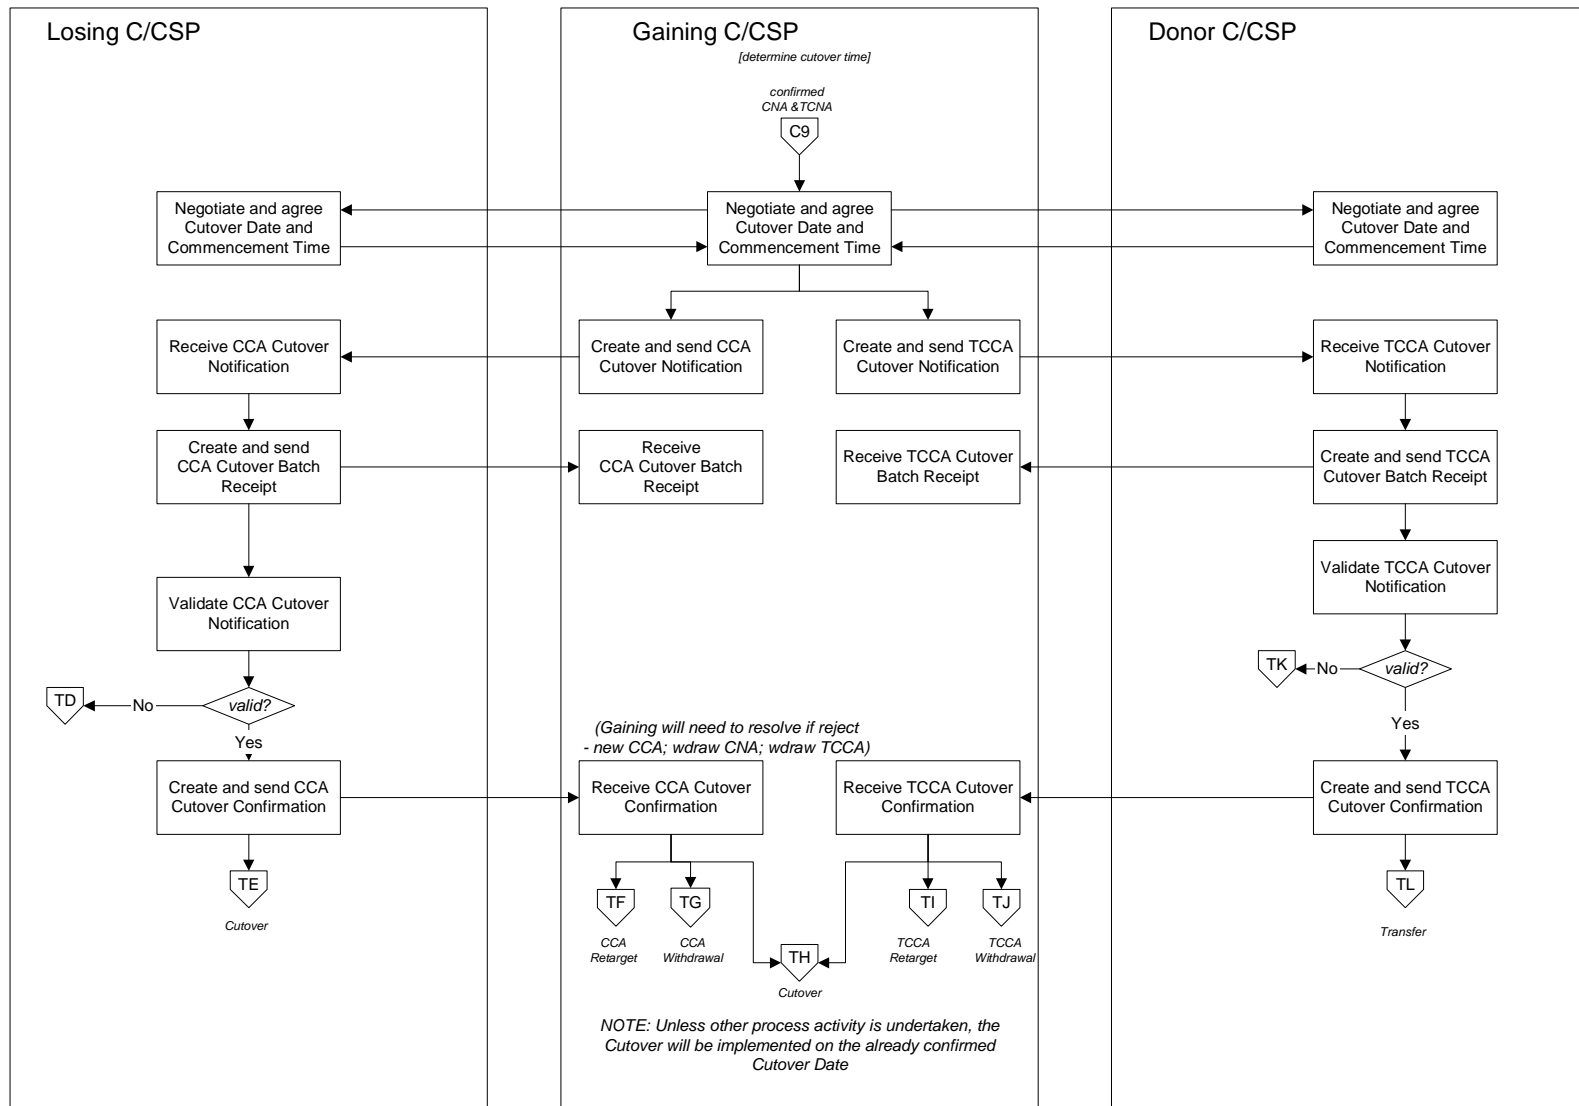 Losing C/CSP
Gaining C/CSP
Donor C/CSP
[determine cutover time]
confirmed
CNA &TCNA
C9
Negotiate and agree
Cutover Date and
Commencement Time
Negotiate and agree
Cutover Date and
Commencement Time
Negotiate and agree
Cutover Date and
Commencement Time
Receive CCA Cutover
Notification
Create and send CCA
Cutover Notification
Create and send TCCA
Cutover Notification
Receive TCCA Cutover
Notification
Create and send
CCA Cutover Batch
Receipt
Receive
CCA Cutover Batch
Receipt
Receive TCCA Cutover
Batch Receipt
Create and send TCCA
Cutover Batch Receipt
Validate CCA Cutover
Notification
Validate TCCA Cutover
Notification
TD
No
valid?
Yes
TK
No
valid?
Yes
(Gaining will need to resolve if reject
- new CCA; wdraw CNA; wdraw TCCA)
Create and send CCA
Cutover Confirmation
Receive CCA Cutover
Confirmation
Receive TCCA Cutover
Confirmation
Create and send TCCA
Cutover Confirmation
TE
Cutover
TF
CCA
Retarget
TG
CCA
Withdrawal
TH
Cutover
TI
TCCA
Retarget
TJ
TCCA
Withdrawal
TL
Transfer
NOTE: Unless other process activity is undertaken, the
Cutover will be implemented on the already confirmed
Cutover Date